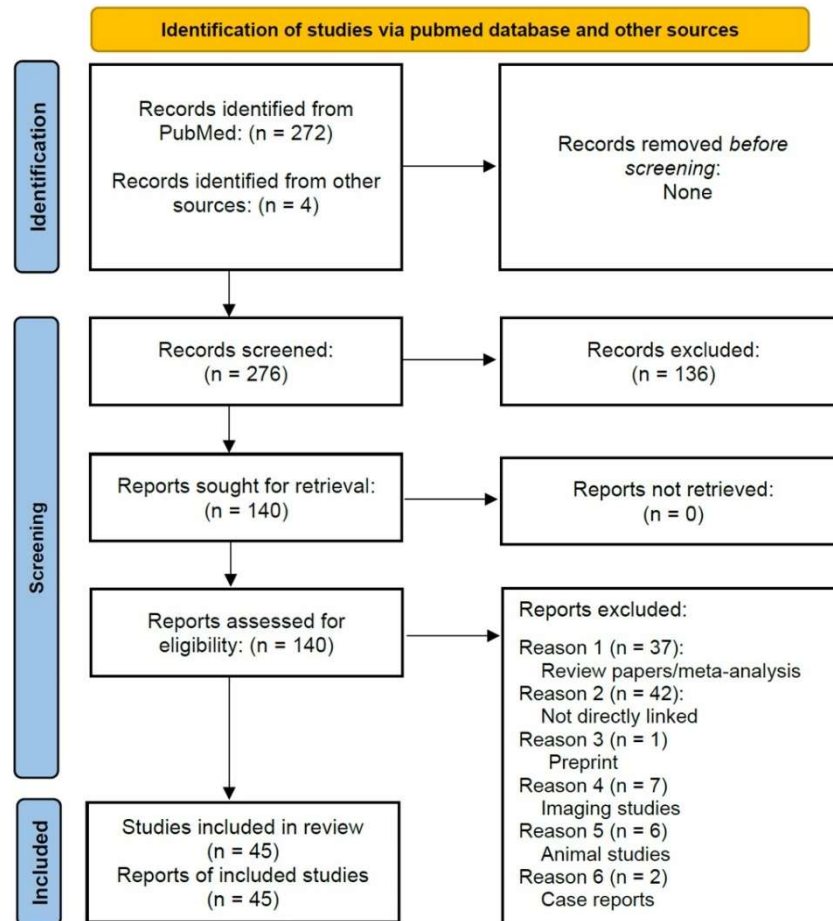 Identification of studies via pubmed database and other sources
Identification
Records identified from
PubMed: (n = 272)
Records identified from other
sources: (n = 4)
Records removed before
screening:
None
Screening
Records screened:
(n = 276)
Records excluded:
(n = 136)
Reports sought for retrieval:
(n = 140)
Reports not retrieved:
(n = 0)
Reports assessed for
eligibility: (n = 140)
Reports excluded:
Reason 1 (n = 37):
Review papers/meta-analysis
Reason 2 (n = 42):
Not directly linked
Reason 3 (n = 1)
Preprint
Reason 4 (n = 7)
Imaging studies
Reason 5 (n = 6)
Animal studies
Reason 6 (n = 2)
Case reports
Included
Studies included in review
(n = 45)
Reports of included studies
(n = 45)